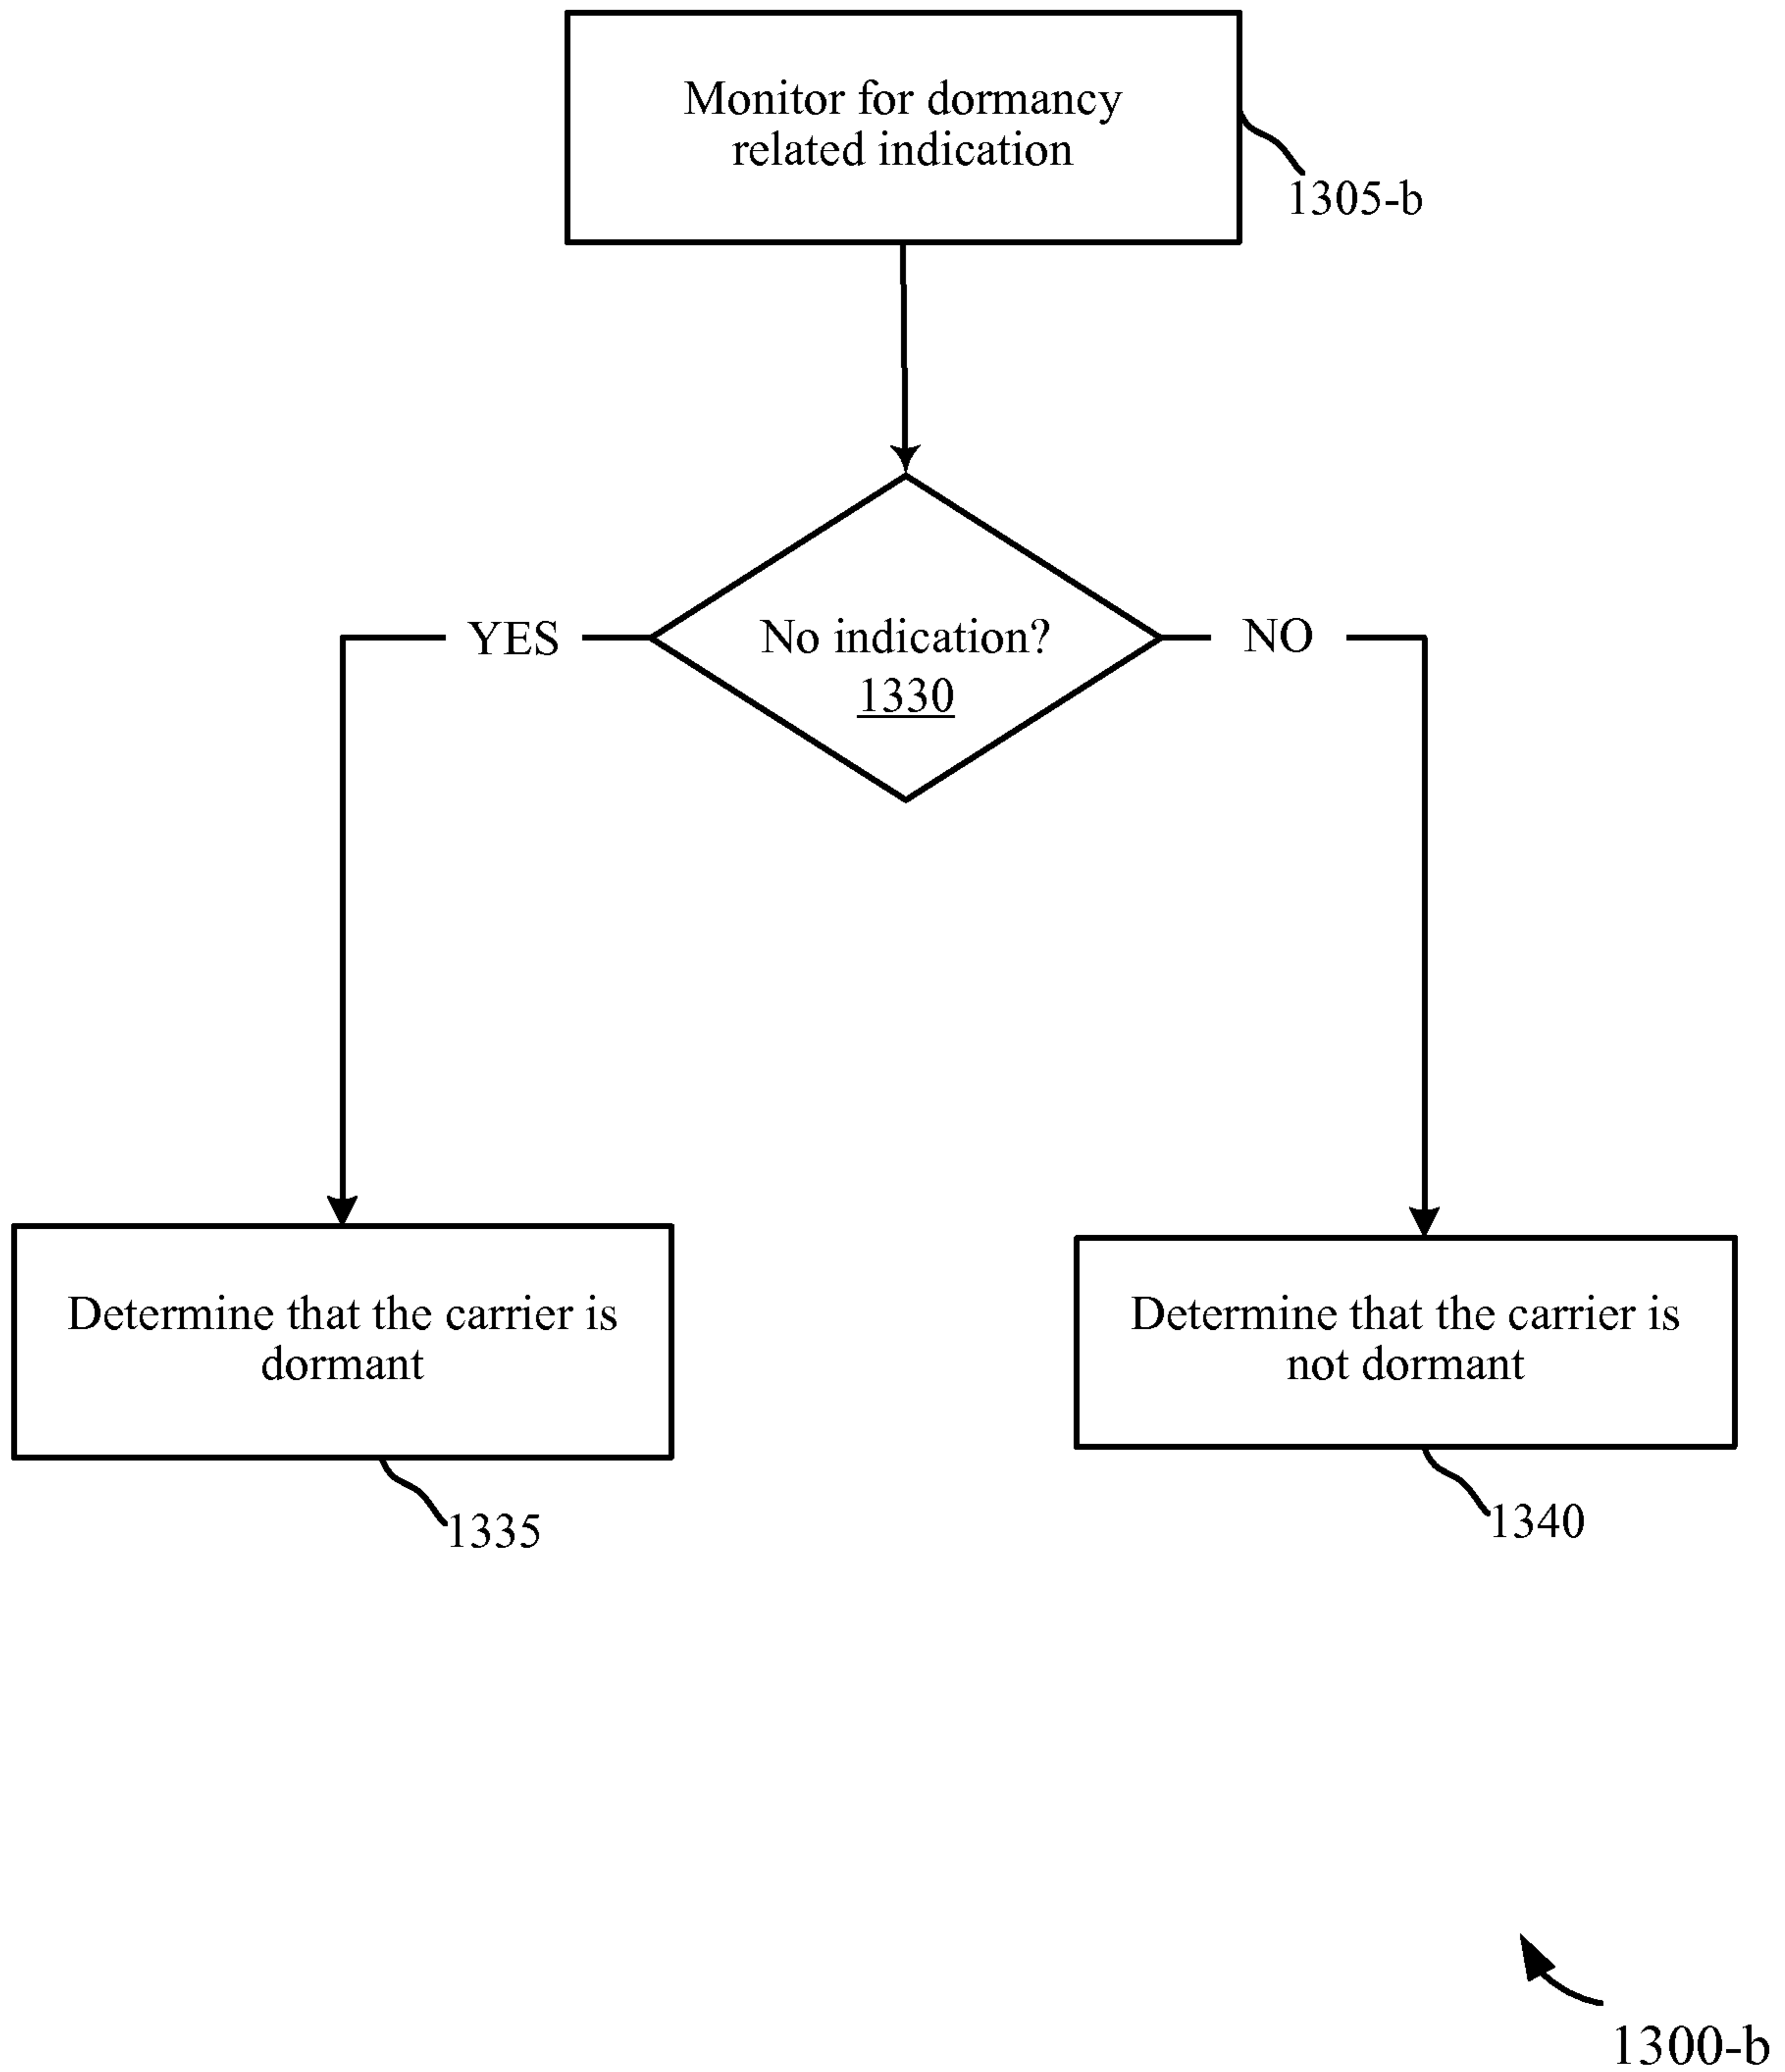 Monitor for dormancy
related indication
1305-b
YES
No indication?
NO
1330
Determine that the carrier is
dormant
Determine that the carrier is
not dormant
1335
1340
1300-b